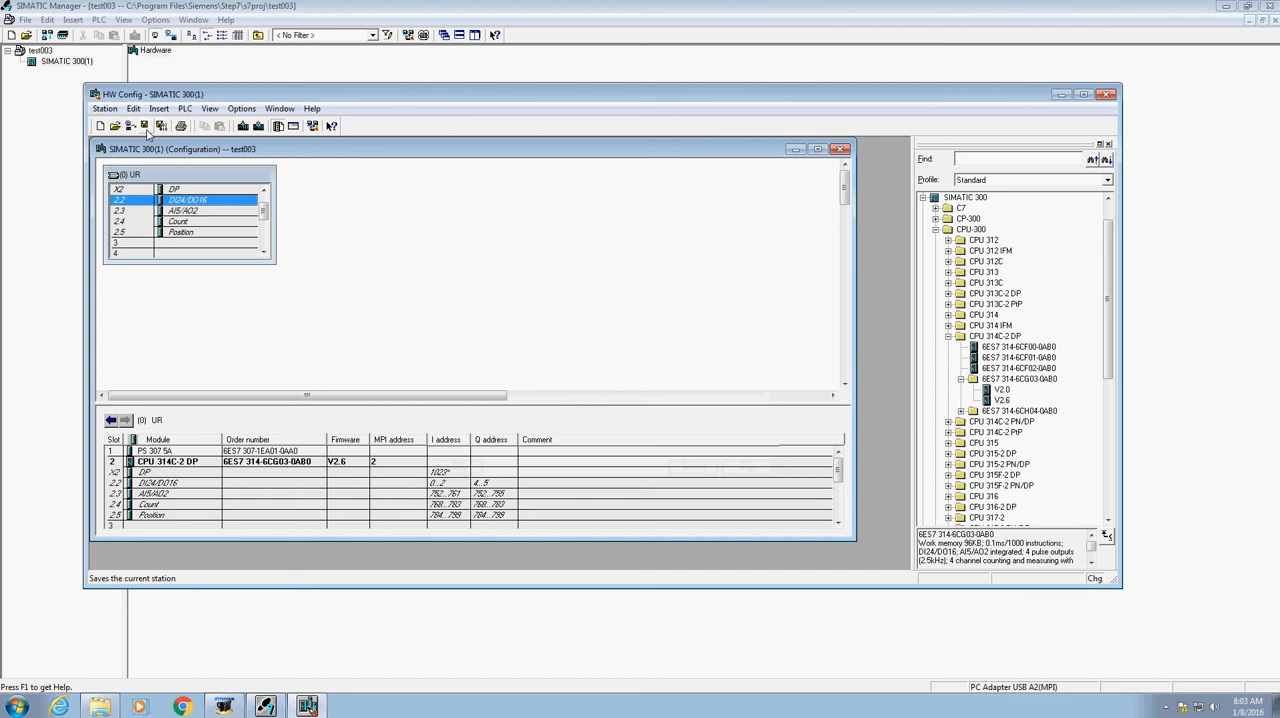 SIMATIC Manager - [test003 -- C:\Program Files\Siemens\Step7\s7proj\test003]
File Edit Insert PLC View Options Window Help
< No Filter >
test003
SIMATIC 300(1)
Hardware
HW Config - SIMATIC 300(1)
Station Edit Insert PLC View Options Window Help
SIMATIC 300(1) (Configuration) -- test003
(0) UR
X2 DP
2.2 DI24/DO16
2.3 AI5/AO2
2.4 Count
2.5 Position
3
4
(0) UR
Slot Module Order number Firmware MPI address I address Q address Comment
1 PS 307 5A 6ES7 307-1EA01-0AA0
2 CPU 314C-2 DP 6ES7 314-6CG03-0AB0 V2.6 2
X2 DP 1023*
2.2 DI24/DO16 0...2 4...5
2.3 AI5/AO2 752...761 752...755
2.4 Count 768...783 768...783
2.5 Position 784...799 784...799
3
Find:
Profile: Standard
SIMATIC 300
C7
CP-300
CPU-300
CPU 312
CPU 312 IFM
CPU 312C
CPU 313
CPU 313C
CPU 313C-2 DP
CPU 313C-2 PtP
CPU 314
CPU 314 IFM
CPU 314C-2 DP
6ES7 314-6CF00-0AB0
6ES7 314-6CF01-0AB0
6ES7 314-6CF02-0AB0
6ES7 314-6CG03-0AB0
V2.0
V2.6
6ES7 314-6CH04-0AB0
CPU 314C-2 PN/DP
CPU 314C-2 PtP
CPU 315
CPU 315-2 DP
CPU 315-2 PN/DP
CPU 315F-2 DP
CPU 315F-2 PN/DP
CPU 316
CPU 316-2 DP
CPU 317-2
6ES7 314-6CG03-0AB0
Work memory 96KB; 0.1ms/1000 instructions;
DI24/DO16; AI5/AO2 integrated; 4 pulse outputs
(2.5kHz); 4 channel counting and measuring with
Saves the current station
Chg
Press F1 to get Help.
PC Adapter USB A2(MPI)
8:03 AM
1/8/2016